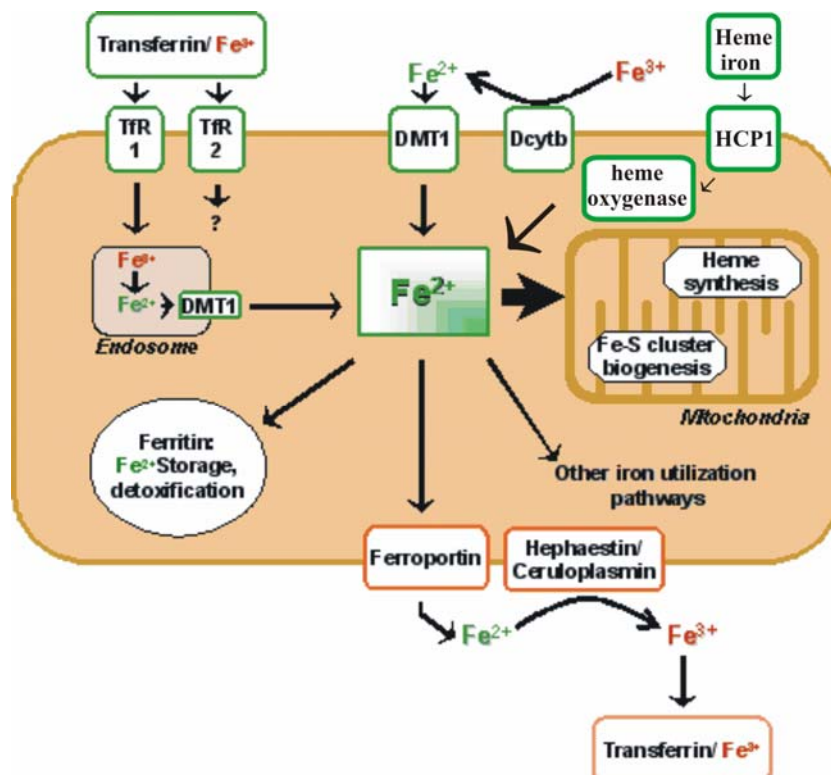 Transferrin/ Fe³⁺
Fe²⁺
Fe³⁺
Heme
iron
TfR
1
TfR
2
DMT1
Dcytb
HCP1
heme
oxygenase
?
Fe³⁺
Fe²⁺
DMT1
Endosome
Fe²⁺
Heme
synthesis
Fe-S cluster
biogenesis
Mitochondria
Ferritin:
Fe²⁺Storage,
detoxification
Other iron utilization
pathways
Ferroportin
Hephaestin/
Ceruloplasmin
Fe²⁺
Fe³⁺
Transferrin/ Fe³⁺